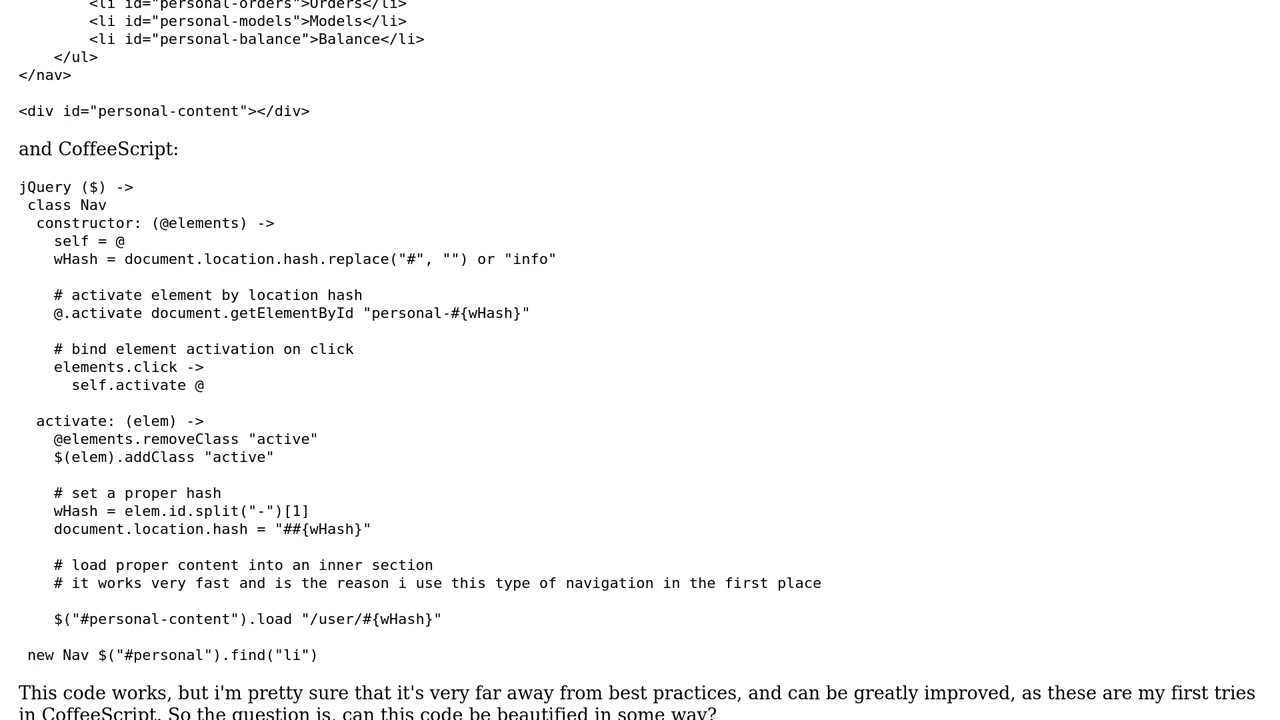 <li id="personal-orders">Orders</li>
        <li id="personal-models">Models</li>
        <li id="personal-balance">Balance</li>
    </ul>
</nav>

<div id="personal-content"></div>

and CoffeeScript:

jQuery ($) ->
 class Nav
  constructor: (@elements) ->
    self = @
    wHash = document.location.hash.replace("#", "") or "info"

    # activate element by location hash
    @.activate document.getElementById "personal-#{wHash}"

    # bind element activation on click
    elements.click ->
      self.activate @

  activate: (elem) ->
    @elements.removeClass "active"
    $(elem).addClass "active"

    # set a proper hash
    wHash = elem.id.split("-")[1]
    document.location.hash = "##{wHash}"

    # load proper content into an inner section
    # it works very fast and is the reason i use this type of navigation in the first place

    $("#personal-content").load "/user/#{wHash}"

 new Nav $("#personal").find("li")

This code works, but i'm pretty sure that it's very far away from best practices, and can be greatly improved, as these are my first tries
in CoffeeScript. So the question is, can this code be beautified in some way?